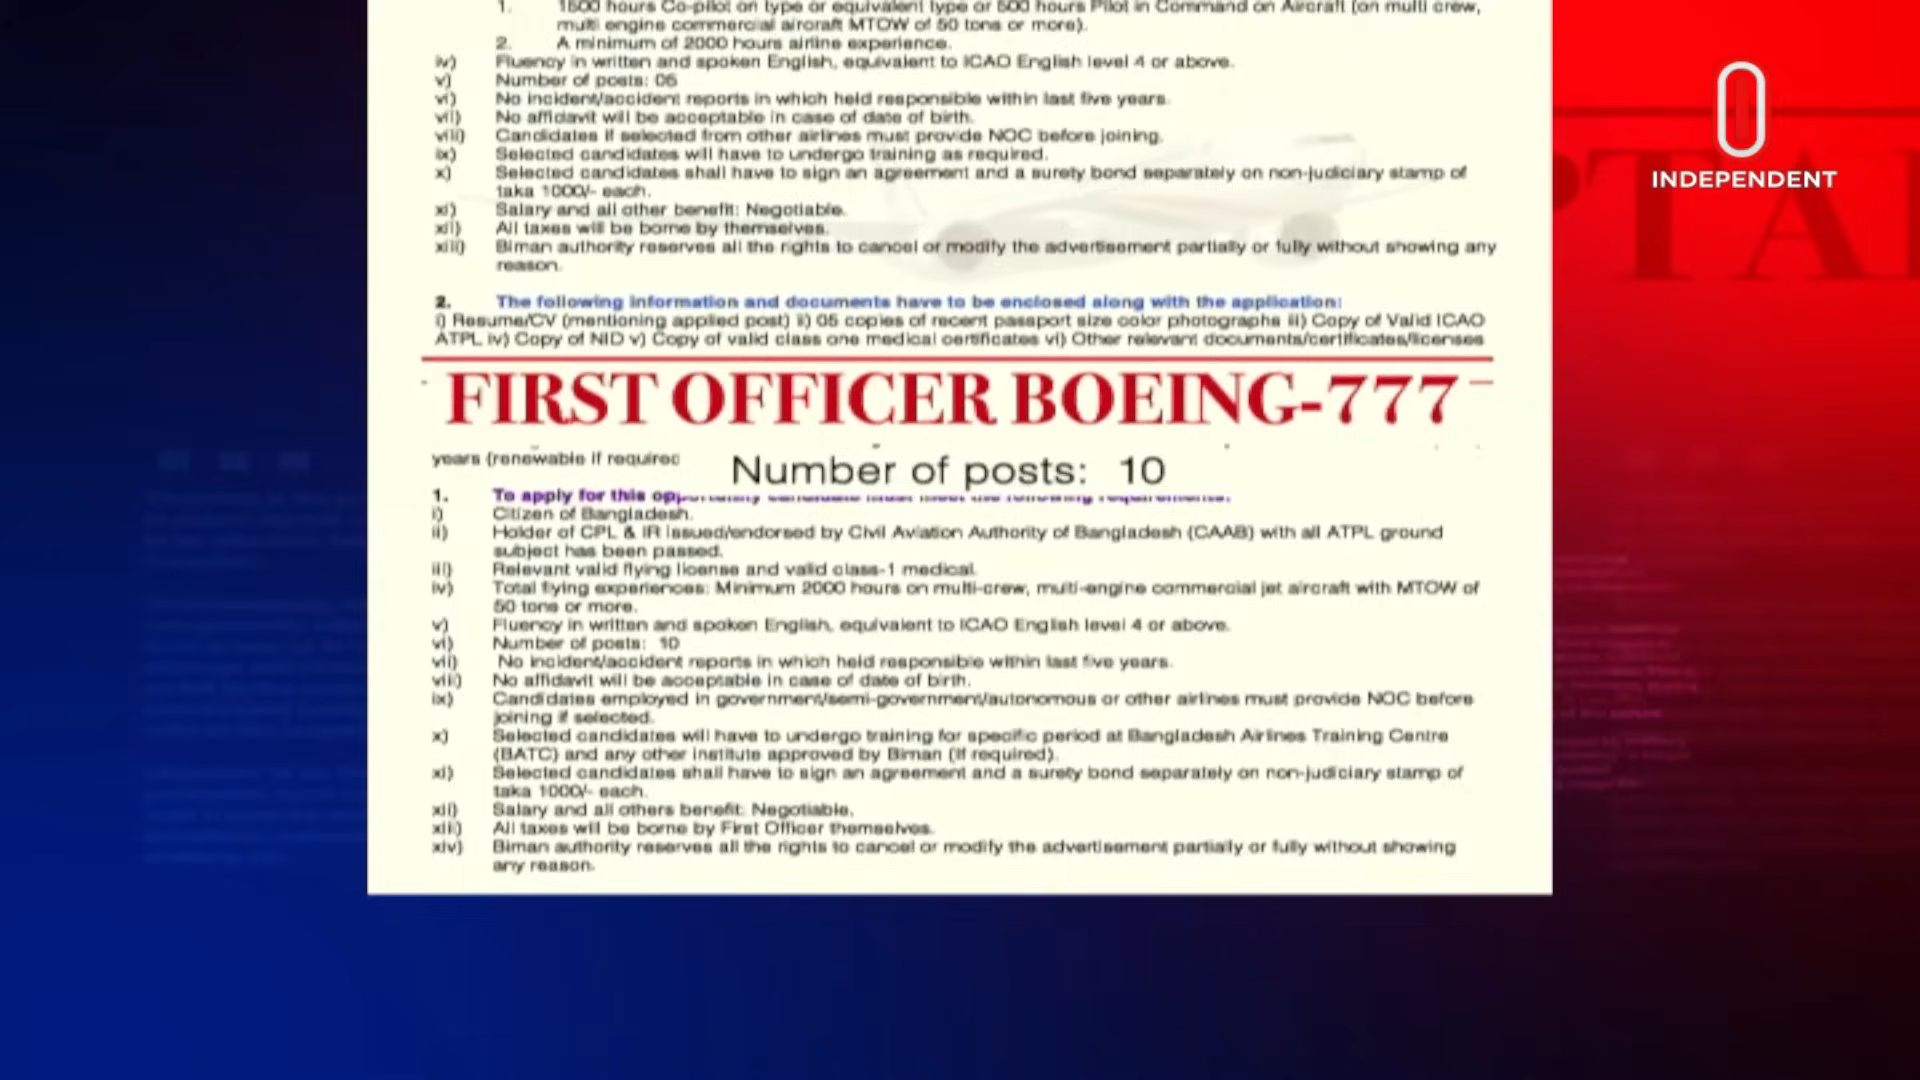 1. 1500 hours Co-pilot on type or equivalent type or 500 hours Pilot in Command on Aircraft (on multi crew,
multi engine commercial aircraft MTOW of 50 tons or more).
2. A minimum of 2000 hours airline experience.
iv) Fluency in written and spoken English, equivalent to ICAO English level 4 or above.
v) Number of posts: 06
vi) No incident/accident reports in which held responsible within last five years.
vii) No affidavit will be acceptable in case of date of birth.
viii) Candidates if selected from other airlines must provide NOC before joining.
ix) Selected candidates will have to undergo training as required.
x) Selected candidates shall have to sign an agreement and a surety bond separately on non-judiciary stamp of
taka 1000/- each.
xi) Salary and all other benefit: Negotiable.
xii) All taxes will be borne by themselves.
xiii) Biman authority reserves all the rights to cancel or modify the advertisement partially or fully without showing any
reason.
2. The following information and documents have to be enclosed along with the application:
i) Resume/CV (mentioning applied post) ii) 05 copies of recent passport size color photographs iii) Copy of Valid ICAO
ATPL iv) Copy of NID v) Copy of valid class one medical certificates vi) Other relevant documents/certificates/licenses
FIRST OFFICER BOEING-777
years (renewable if required
Number of posts: 10
1. To apply for this
i) Citizen of Bangladesh.
ii) Holder of CPL & IR issued/endorsed by Civil Aviation Authority of Bangladesh (CAAB) with all ATPL ground
subject has been passed.
iii) Relevant valid flying license and valid class-1 medical.
iv) Total flying experiences: Minimum 2000 hours on multi-crew, multi-engine commercial jet aircraft with MTOW of
50 tons or more.
v) Fluency in written and spoken English, equivalent to ICAO English level 4 or above.
vi) Number of posts: 10
vii) No incident/accident reports in which held responsible within last five years.
viii) No affidavit will be acceptable in case of date of birth.
ix) Candidates employed in government/semi-government/autonomous or other airlines must provide NOC before
joining if selected.
x) Selected candidates will have to undergo training for specific period at Bangladesh Airlines Training Centre
(BATC) and any other institute approved by Biman (if required).
xi) Selected candidates shall have to sign an agreement and a surety bond separately on non-judiciary stamp of
taka 1000/- each.
xii) Salary and all others benefit: Negotiable.
xiii) All taxes will be borne by First Officer themselves.
xiv) Biman authority reserves all the rights to cancel or modify the advertisement partially or fully without showing
any reason.
INDEPENDENT